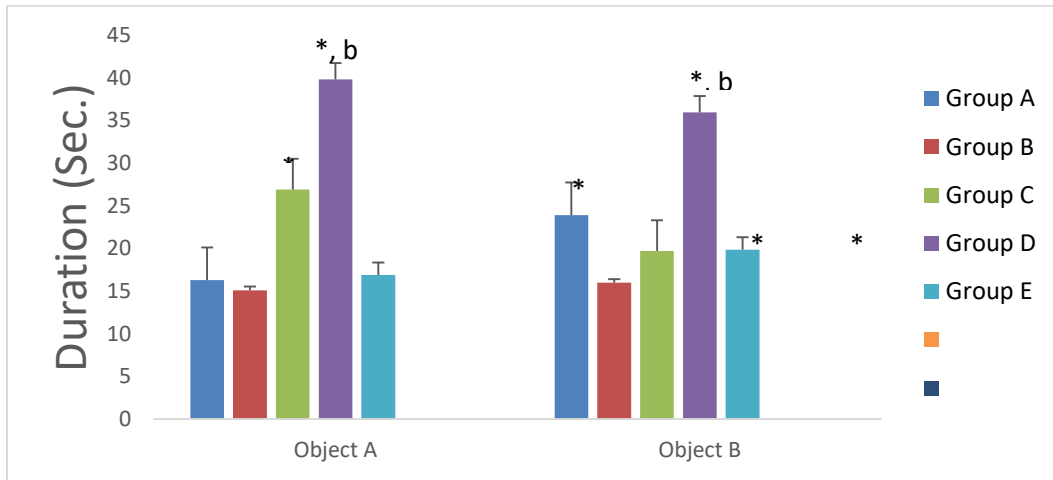 Duration (Sec.)
45
40
35
30
25
20
15
10
5
0
*, b
*
*, b
*
*
*
Object A
Object B
Group A
Group B
Group C
Group D
Group E